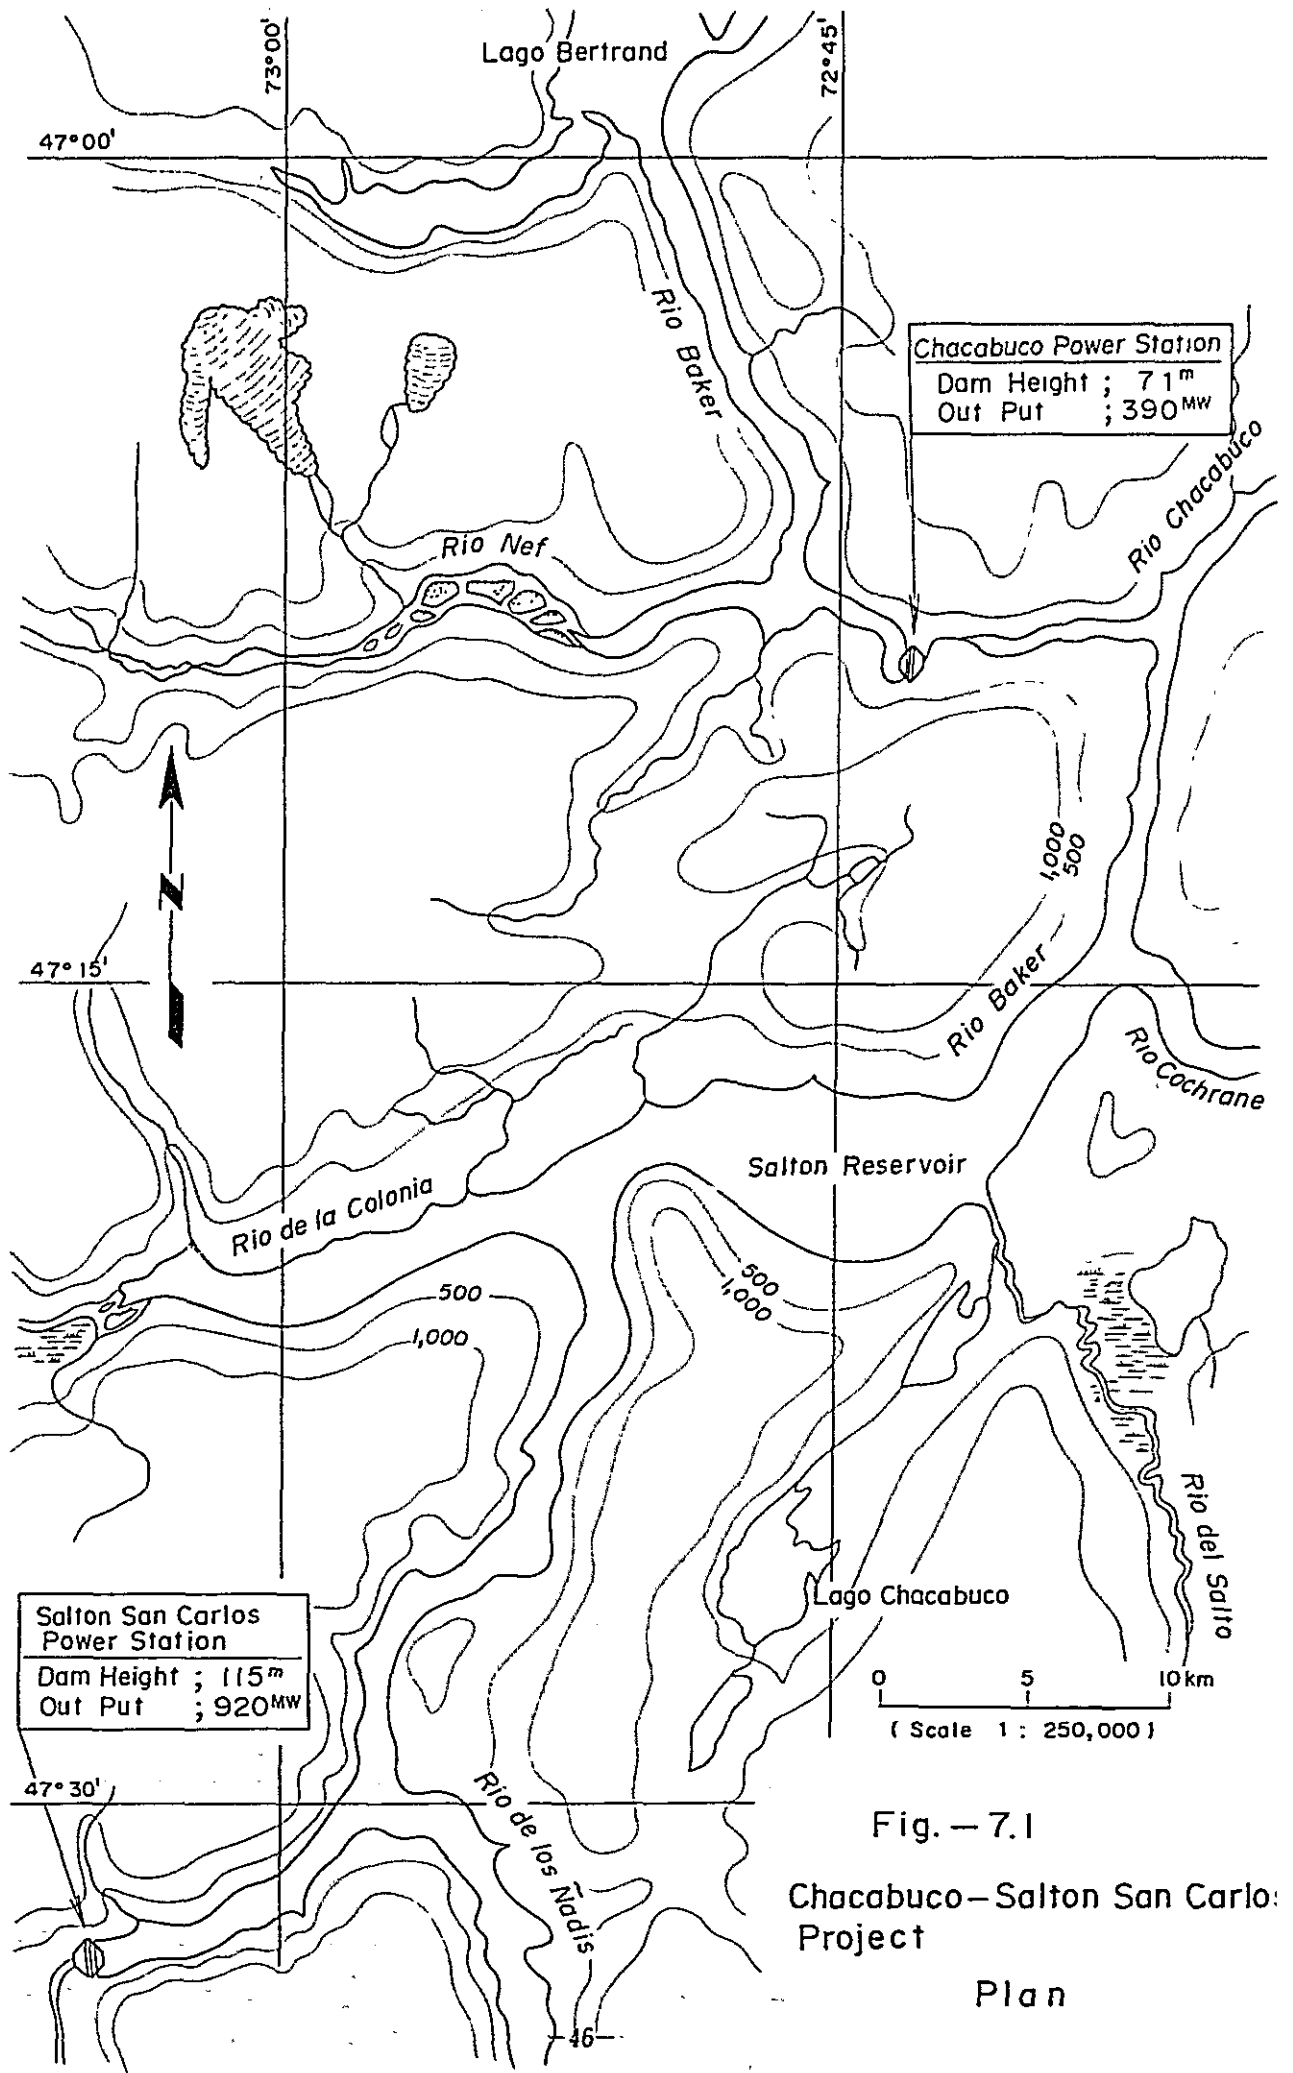 Lago Bertrand
73°00'
72°45'
47°00'
Rio Baker
Chacabuco Power Station
Dam Height ; 71m
Out Put ; 390MW
Rio Chacabuco
Rio Nef
1,000
500
N
47°15'
Rio Baker
Rio Cochrane
Salton Reservoir
Rio de la Colonia
500
1,000
500
1,000
Rio del Salto
Lago Chacabuco
Salton San Carlos
Power Station
Dam Height ; 115m
Out Put ; 920MW
0 5 10km
( Scale 1 : 250,000 )
47°30'
Rio de los Ñadis
Fig. – 7.1
Chacabuco – Salton San Carlos
Project
Plan
–46–